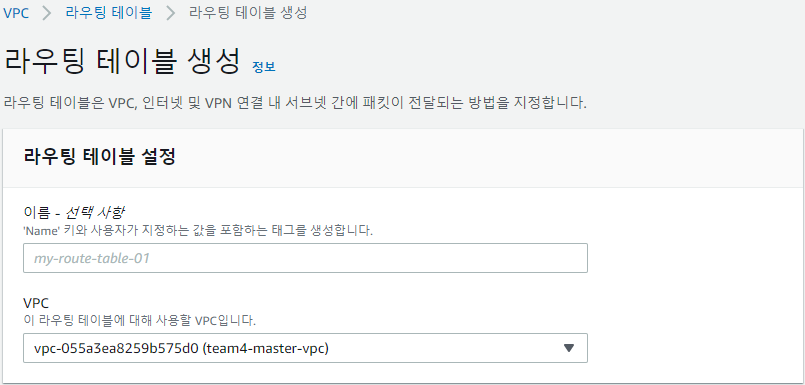 VPC > 라우팅 테이블 > 라우팅 테이블 생성
라우팅 테이블 생성 정보
라우팅 테이블은 VPC, 인터넷 및 VPN 연결 내 서브넷 간에 패킷이 전달되는 방법을 지정합니다.
라우팅 테이블 설정
이름 - 선택 사항
'Name' 키와 사용자가 지정하는 값을 포함하는 태그를 생성합니다.
my-route-table-01
VPC
이 라우팅 테이블에 대해 사용할 VPC입니다.
vpc-055a3ea8259b575d0 (team4-master-vpc)